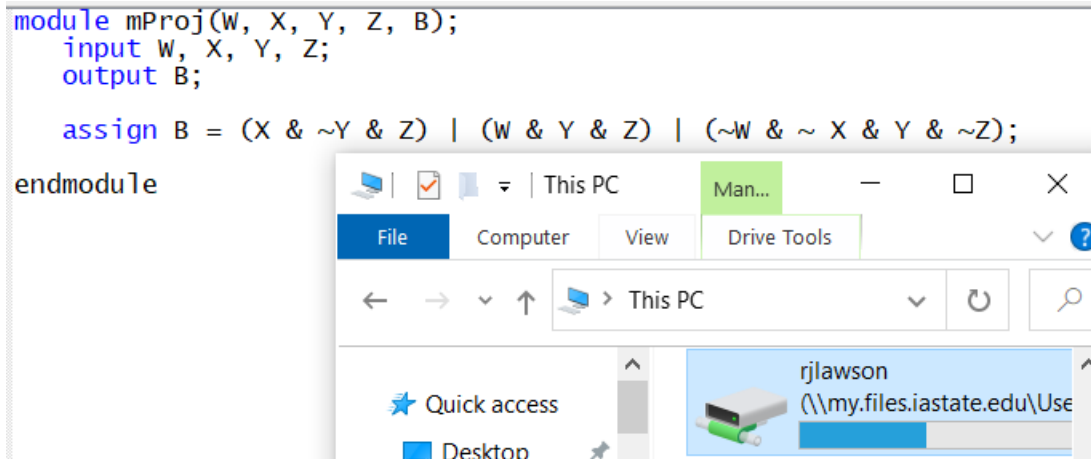 module mProj(W, X, Y, Z, B);
input W, X, Y, Z;
output B;
assign B = (X & ~Y & Z) | (W & Y & Z) | (~W & ~ X & Y & ~Z);
endmodule
This PC
Man...
File
Computer
View
Drive Tools
?
This PC
Quick access
rjlawson
(\\my.files.iastate.edu\Use
Desktop